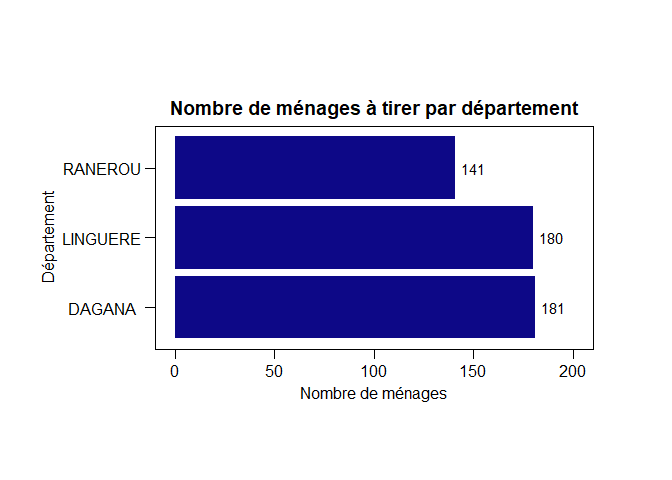 Nombre de ménages à tirer par département
RANEROU
141
LINGUERE
180
DAGANA
181
Département
0 50 100 150 200
Nombre de ménages